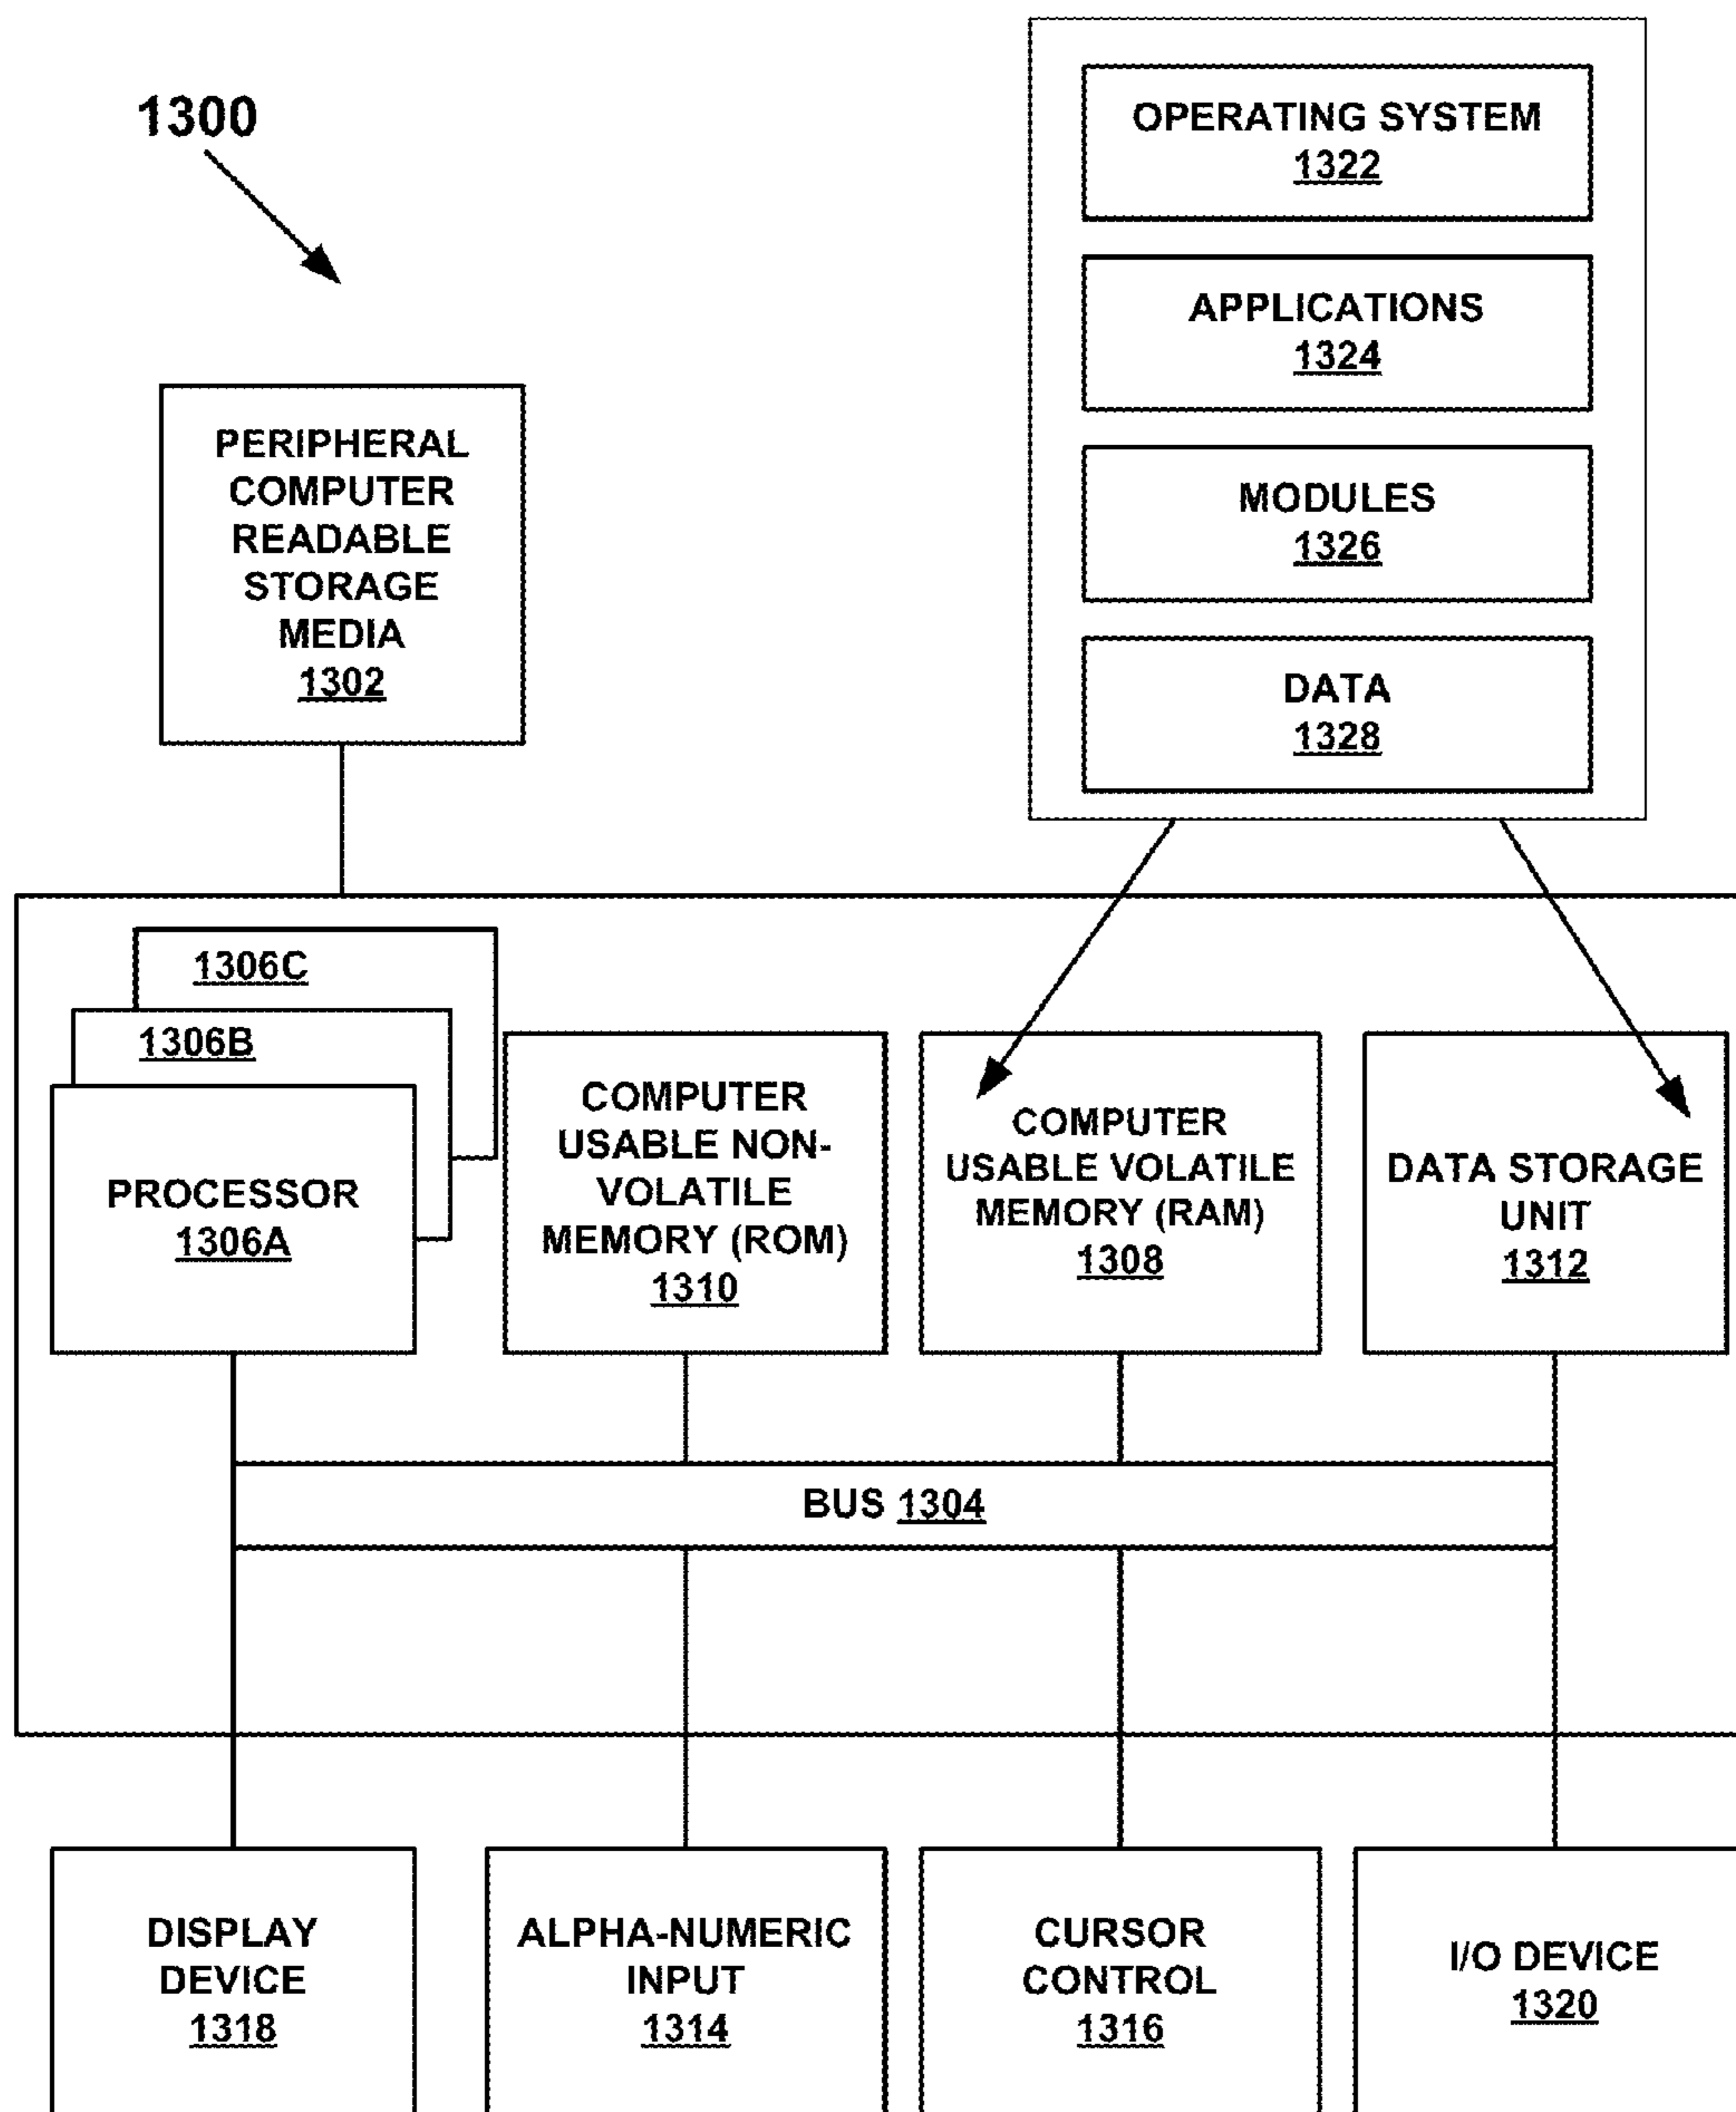 1300
OPERATING SYSTEM
1322
APPLICATIONS
1324
MODULES
1326
DATA
1328
PERIPHERAL
COMPUTER
READABLE
STORAGE
MEDIA
1302
1306C
1306B
PROCESSOR
1306A
COMPUTER
USABLE NON-
VOLATILE
MEMORY (ROM)
1310
COMPUTER
USABLE VOLATILE
MEMORY (RAM)
1308
DATA STORAGE
UNIT
1312
BUS 1304
DISPLAY
DEVICE
1318
ALPHA-NUMERIC
INPUT
1314
CURSOR
CONTROL
1316
I/O DEVICE
1320